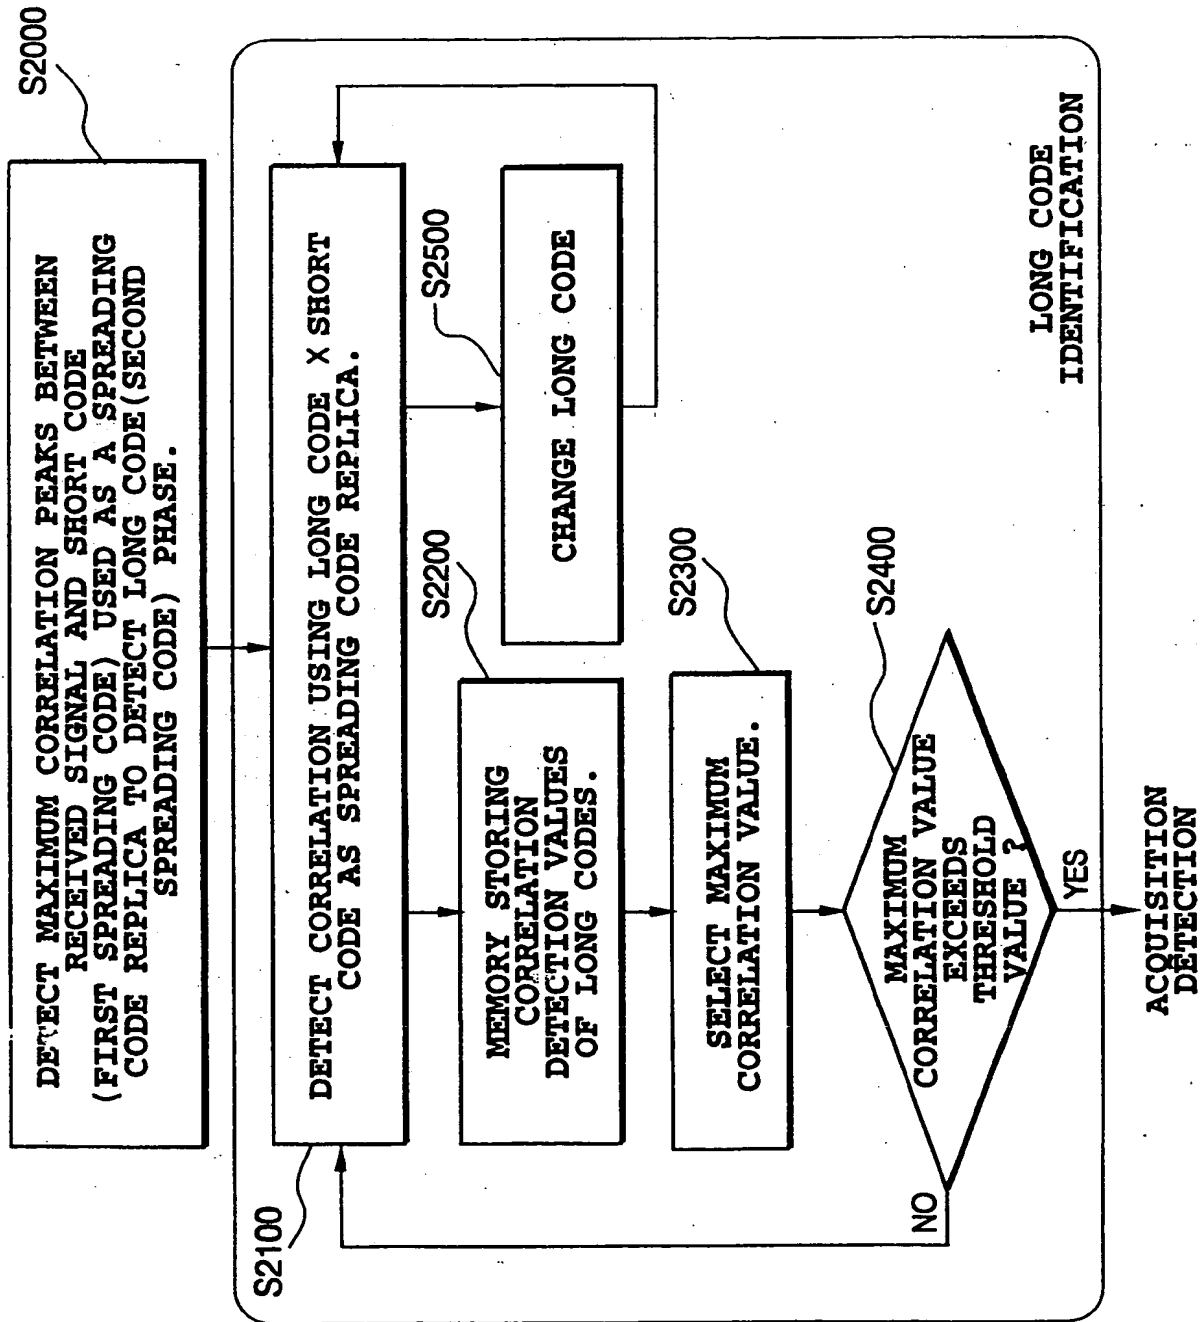 S2000
DETECT MAXIMUM CORRELATION PEAKS BETWEEN
RECEIVED SIGNAL AND SHORT CODE
(FIRST SPREADING CODE) USED AS A SPREADING
CODE REPLICA TO DETECT LONG CODE(SECOND
SPREADING CODE) PHASE.
S2100
DETECT CORRELATION USING LONG CODE X SHORT
CODE AS SPREADING CODE REPLICA.
S2200
MEMORY STORING
CORRELATION
DETECTION VALUES
OF LONG CODES.
S2500
CHANGE LONG CODE
S2300
SELECT MAXIMUM
CORRELATION VALUE.
S2400
MAXIMUM
CORRELATION VALUE
EXCEEDS
THRESHOLD
VALUE ?
NO
YES
LONG CODE
IDENTIFICATION
ACQUISITION
DETECTION